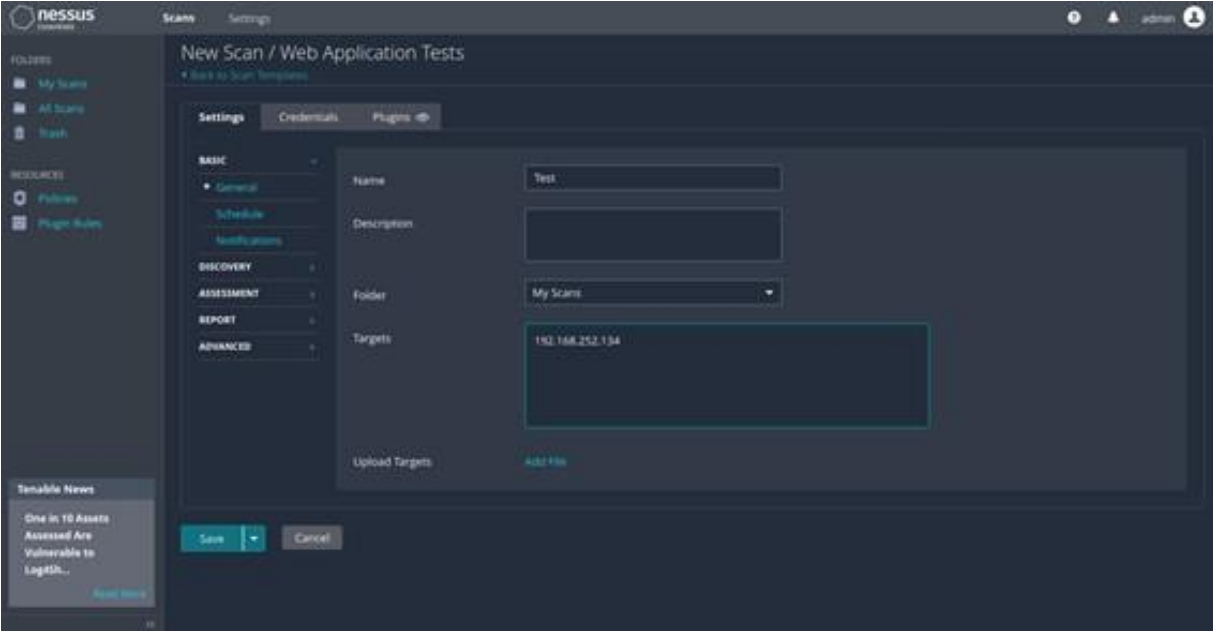 nessus
Scans
Settings
admin
New Scan / Web Application Tests
Back to Scan Templates
FOLDERS
My Scans
All Scans
Trash
RESOURCES
Policies
Plugin Rules
Settings
Credentials
Plugins
BASIC
General
Schedule
Notifications
DISCOVERY
ASSESSMENT
REPORT
ADVANCED
Name
Test
Description
Folder
My Scans
Targets
192.168.252.134
Upload Targets
Add File
Save
Cancel
Tenable News
One in 10 Assets
Assessed Are
Vulnerable to
Log4Sh...
Read More